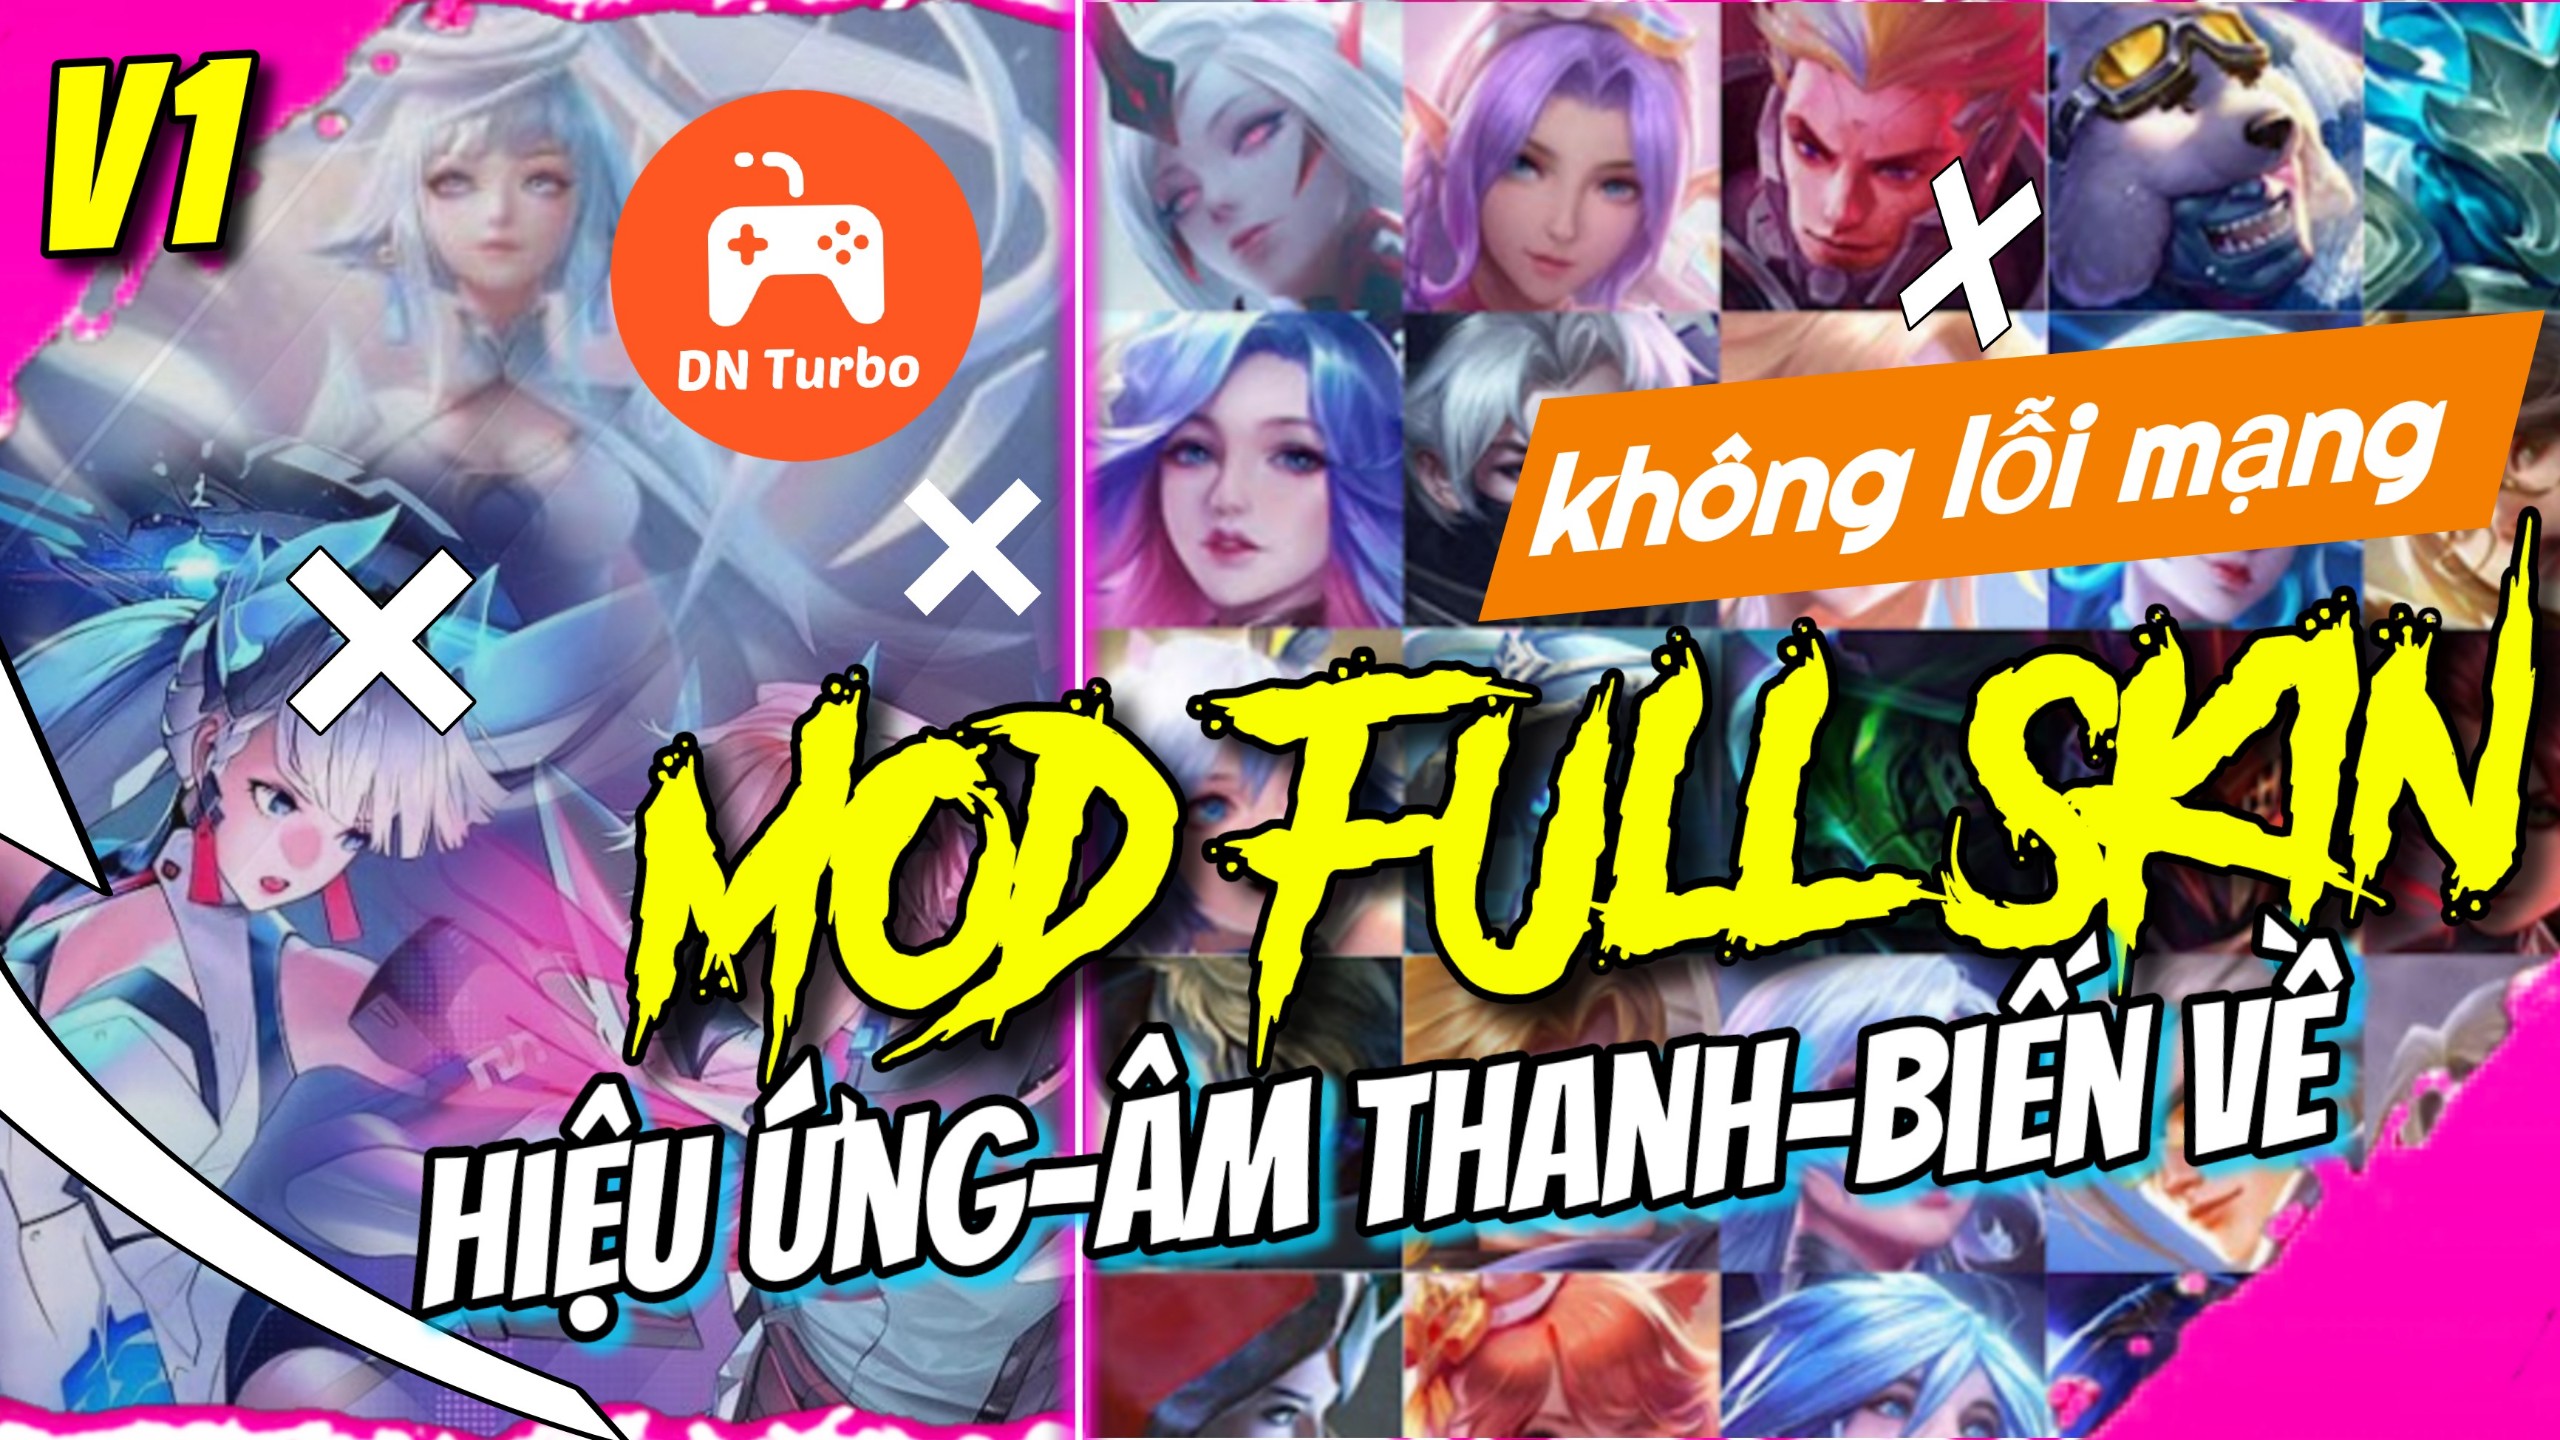 V1
DN Turbo
không lỗi mạng
MOD FULL SKIN
HIỆU ỨNG-ÂM THANH-BIẾN VỀ